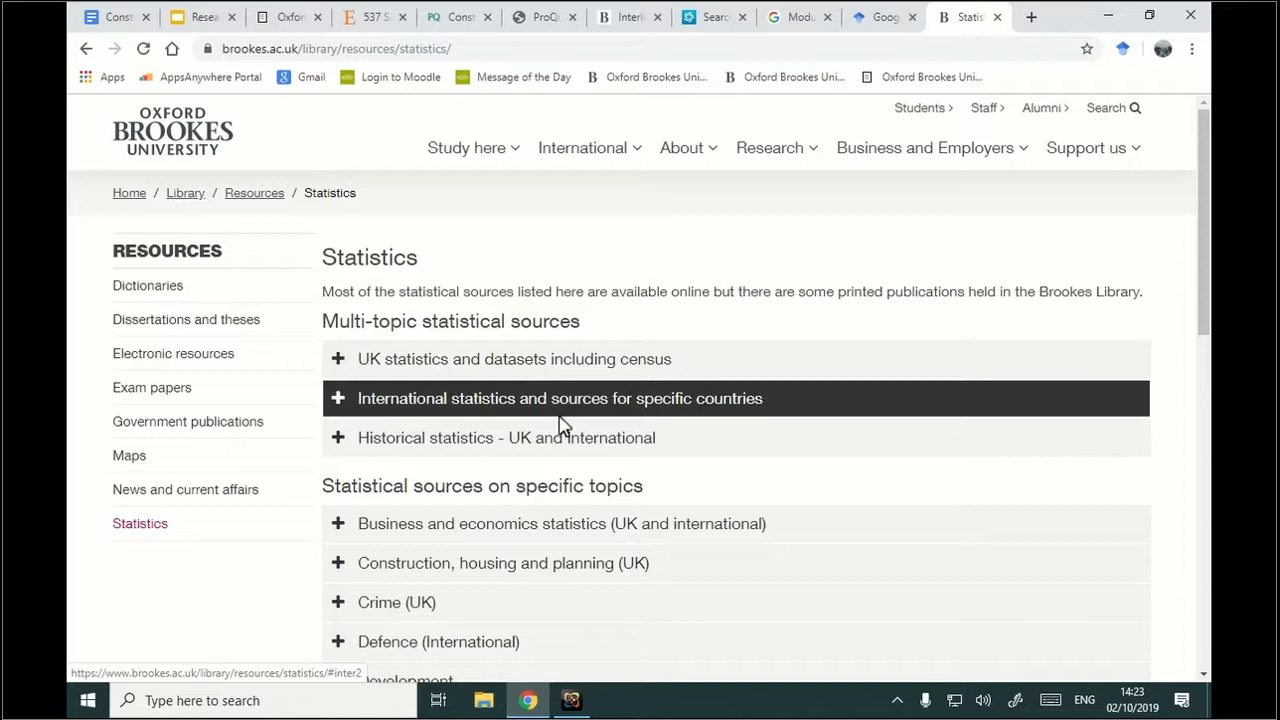 Const
Resea
Oxfor
537 S
Const
ProQ
Interli
Searc
Modu
Goog
Statis
brookes.ac.uk/library/resources/statistics/
Apps
AppsAnywhere Portal
Gmail
Login to Moodle
Message of the Day
Oxford Brookes Uni...
Oxford Brookes Uni...
Oxford Brookes Uni...
Students
Staff
Alumni
Search
OXFORD
BROOKES
UNIVERSITY
Study here
International
About
Research
Business and Employers
Support us
Home / Library / Resources / Statistics
RESOURCES
Dictionaries
Dissertations and theses
Electronic resources
Exam papers
Government publications
Maps
News and current affairs
Statistics
Statistics
Most of the statistical sources listed here are available online but there are some printed publications held in the Brookes Library.
Multi-topic statistical sources
UK statistics and datasets including census
International statistics and sources for specific countries
Historical statistics - UK and international
Statistical sources on specific topics
Business and economics statistics (UK and international)
Construction, housing and planning (UK)
Crime (UK)
Defence (International)
https://www.brookes.ac.uk/library/resources/statistics/#inter2
Type here to search
ENG
14:23
02/10/2019